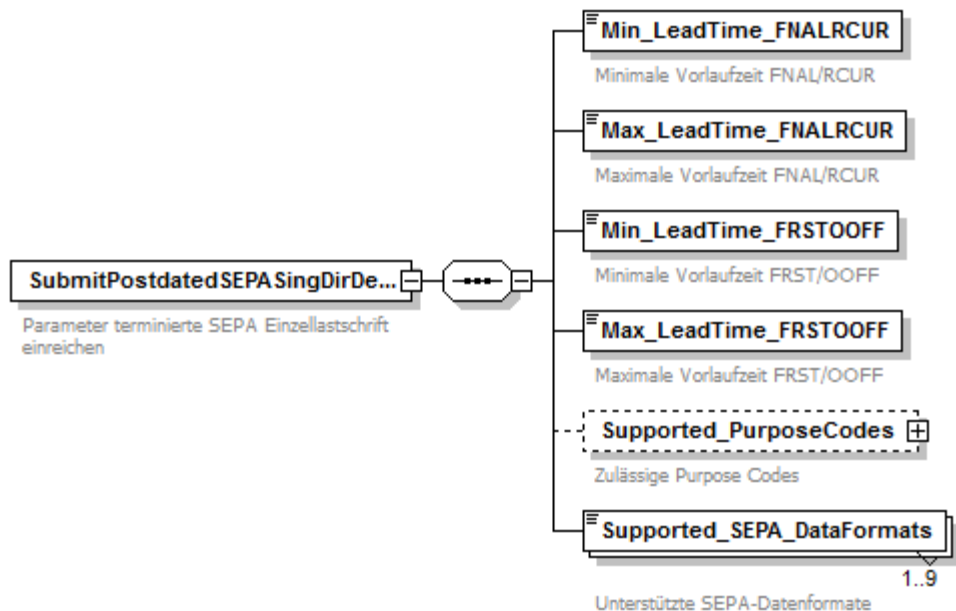 Min_LeadTime_FNALRCUR
Minimale Vorlaufzeit FNAL/RCUR
Max_LeadTime_FNALRCUR
Maximale Vorlaufzeit FNAL/RCUR
Min_LeadTime_FRSTOOFF
Minimale Vorlaufzeit FRST/OOFF
SubmitPostdatedSEPASingDirDe...
Parameter terminierte SEPA Einzellastschrift
einreichen
Max_LeadTime_FRSTOOFF
Maximale Vorlaufzeit FRST/OOFF
Supported_PurposeCodes
Zulässige Purpose Codes
Supported_SEPA_DataFormats
1..9
Unterstützte SEPA-Datenformate